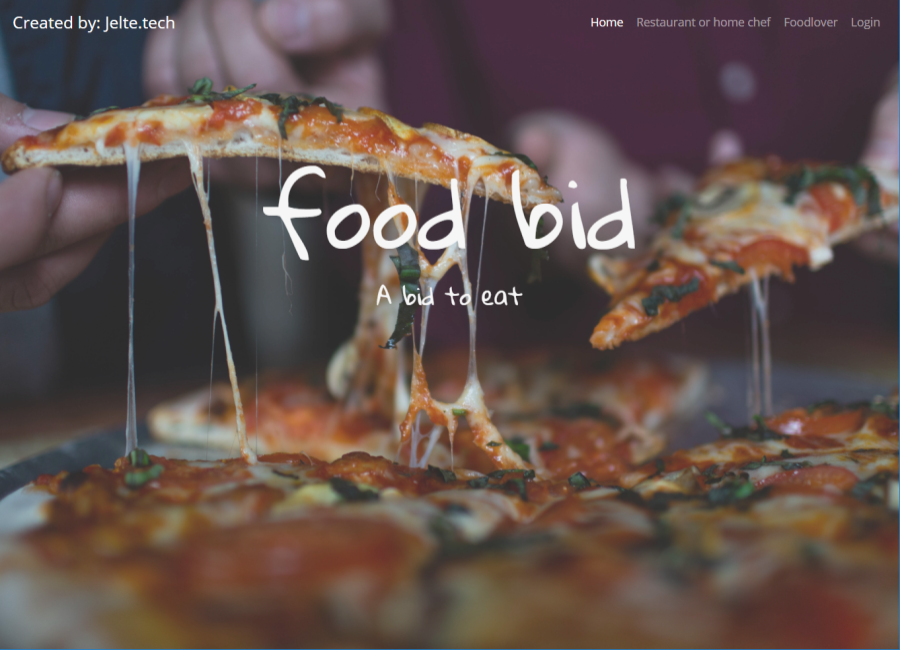 Created by: Jelte.tech
Home Restaurant or home chef Foodlover Login
food bid
A bid to eat